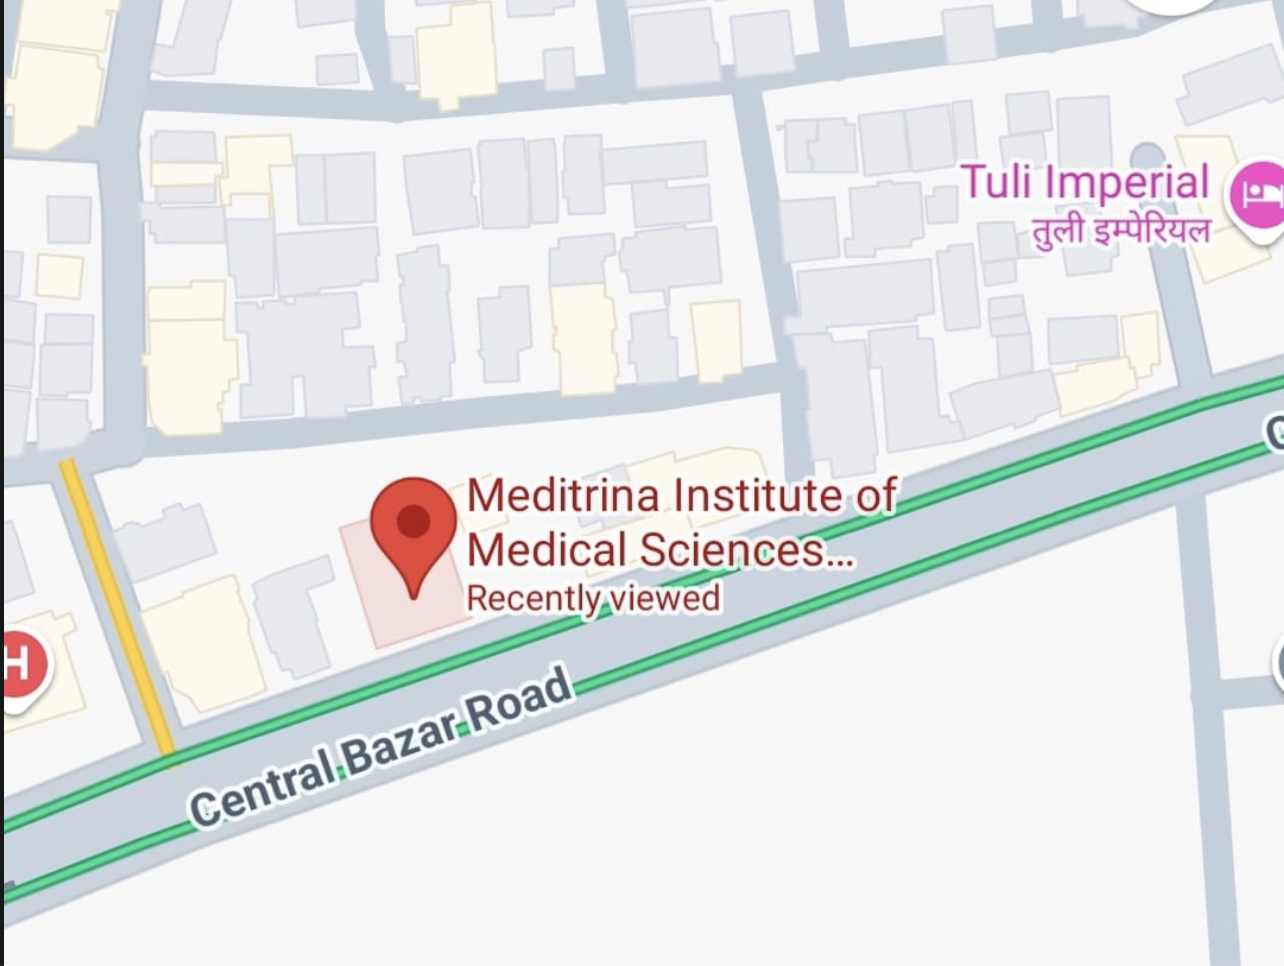 Tuli Imperial
तुली इम्पेरियल
Meditrina Institute of
Medical Sciences...
Recently viewed
Central Bazar Road
H